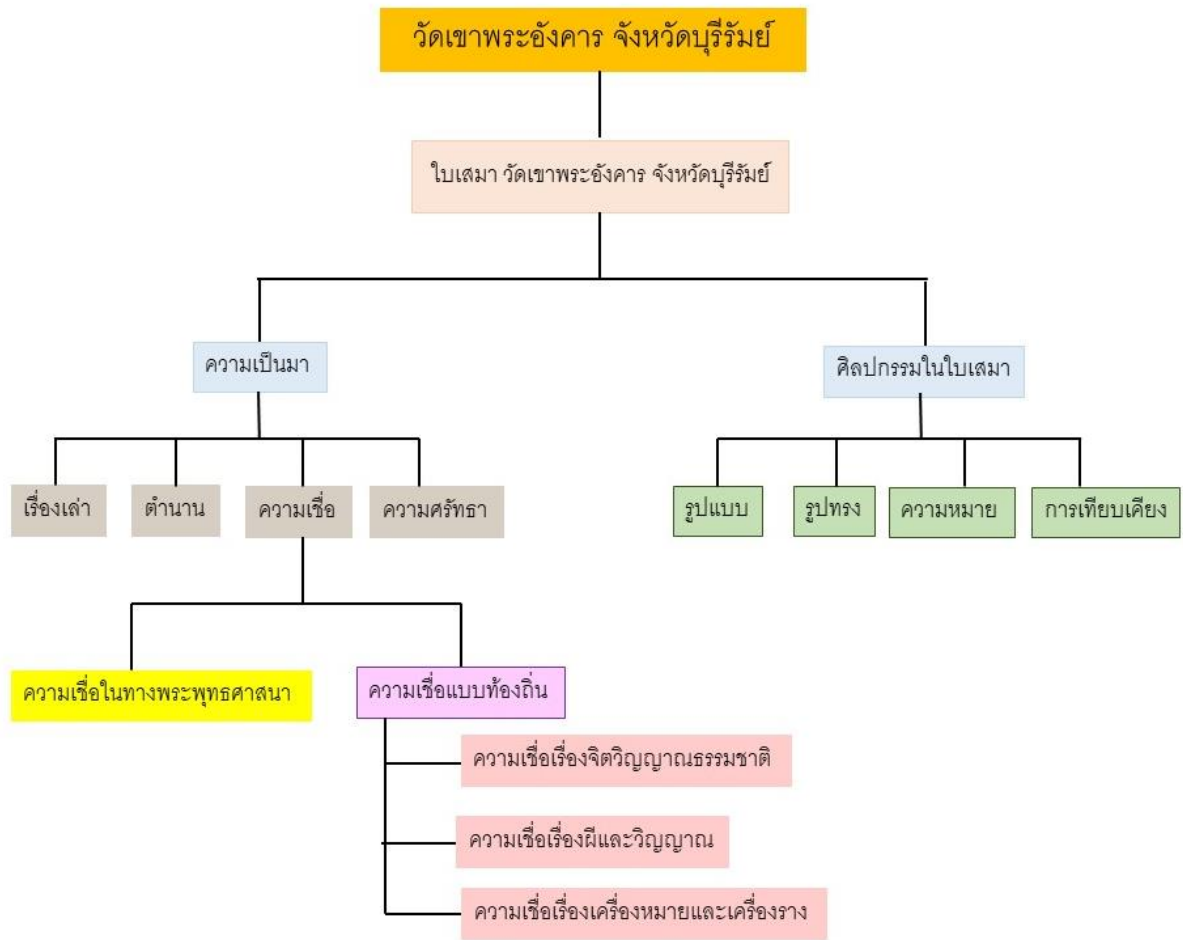 วัดเขาพระอังคาร จังหวัดบุรีรัมย์
ใบเสมา วัดเขาพระอังคาร จังหวัดบุรีรัมย์
ความเป็นมา
ศิลปกรรมในใบเสมา
เรื่องเล่า
ตำนาน
ความเชื่อ
ความศรัทธา
รูปแบบ
รูปทรง
ความหมาย
การเทียบเคียง
ความเชื่อในทางพระพุทธศาสนา
ความเชื่อแบบท้องถิ่น
ความเชื่อเรื่องจิตวิญญาณธรรมชาติ
ความเชื่อเรื่องผีและวิญญาณ
ความเชื่อเรื่องเครื่องหมายและเครื่องราง